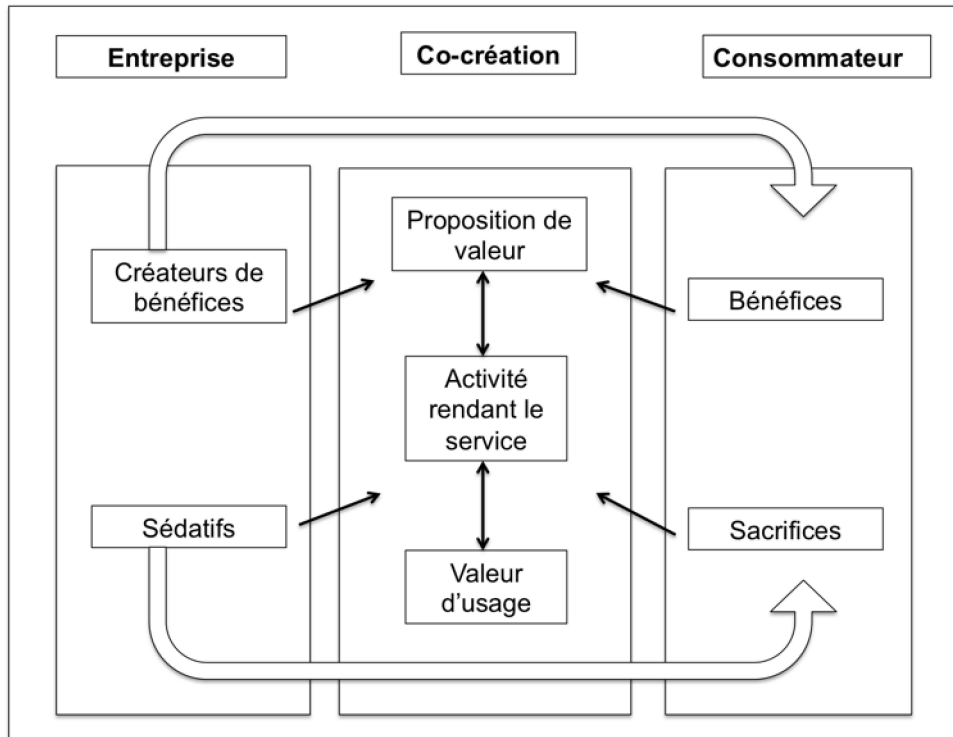 Entreprise
Co-création
Consommateur
Proposition de
valeur
Créateurs de
bénéfices
Bénéfices
Activité
rendant le
service
Sédatifs
Sacrifices
Valeur
d'usage